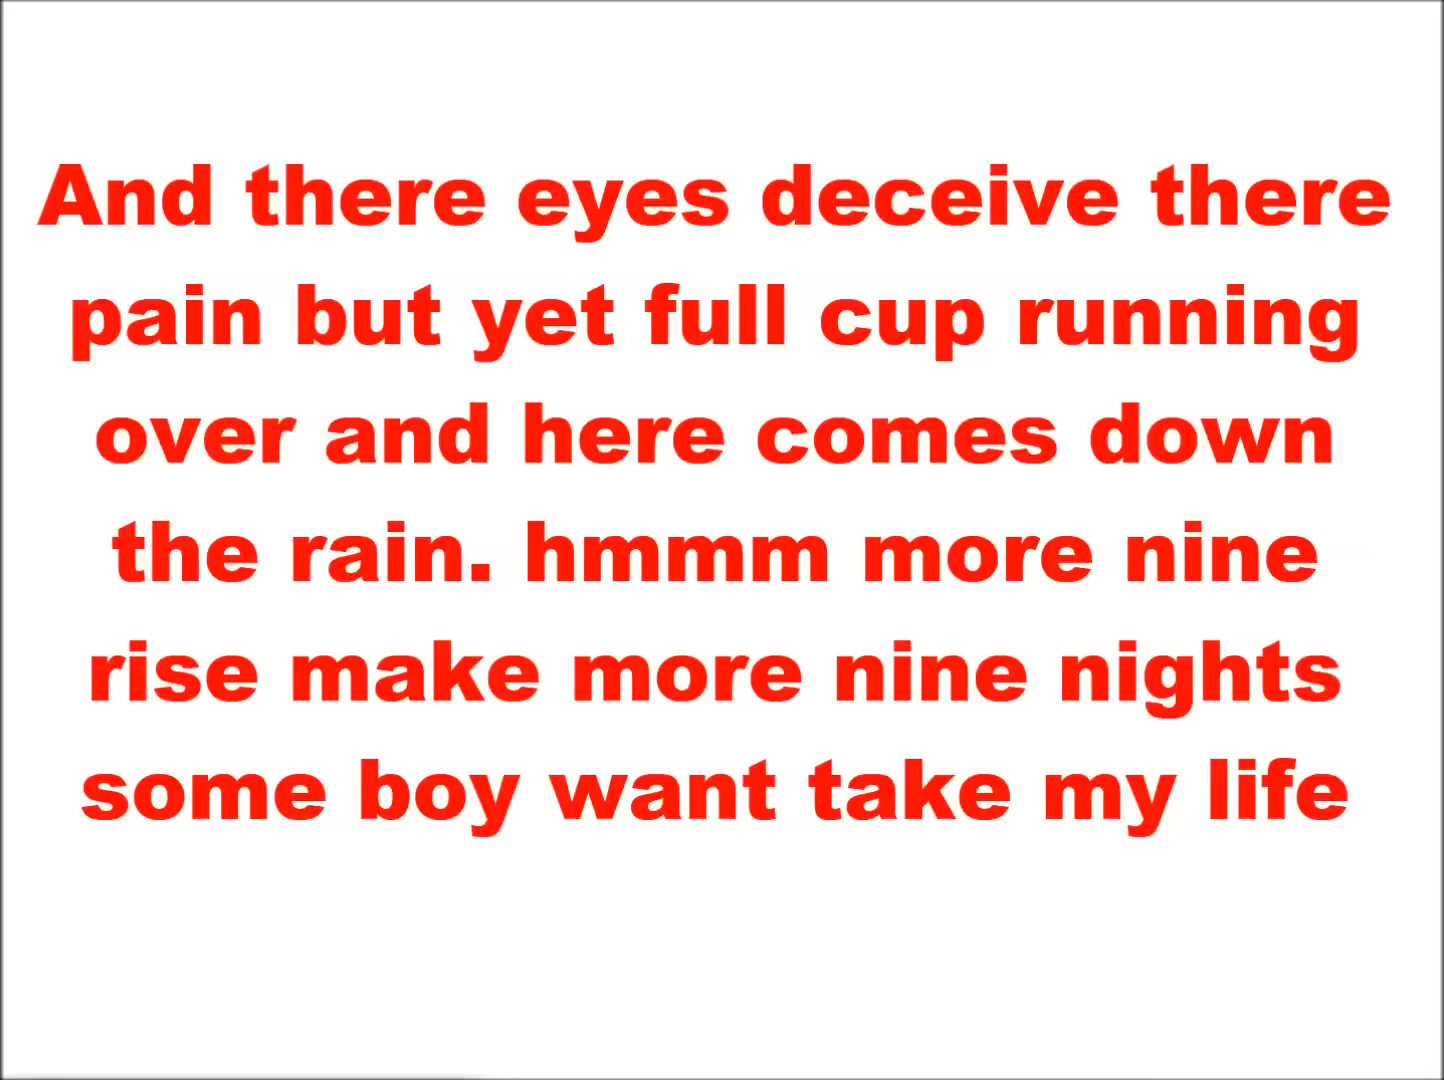 And there eyes deceive there
pain but yet full cup running
over and here comes down
the rain. hmmm more nine
rise make more nine nights
some boy want take my life